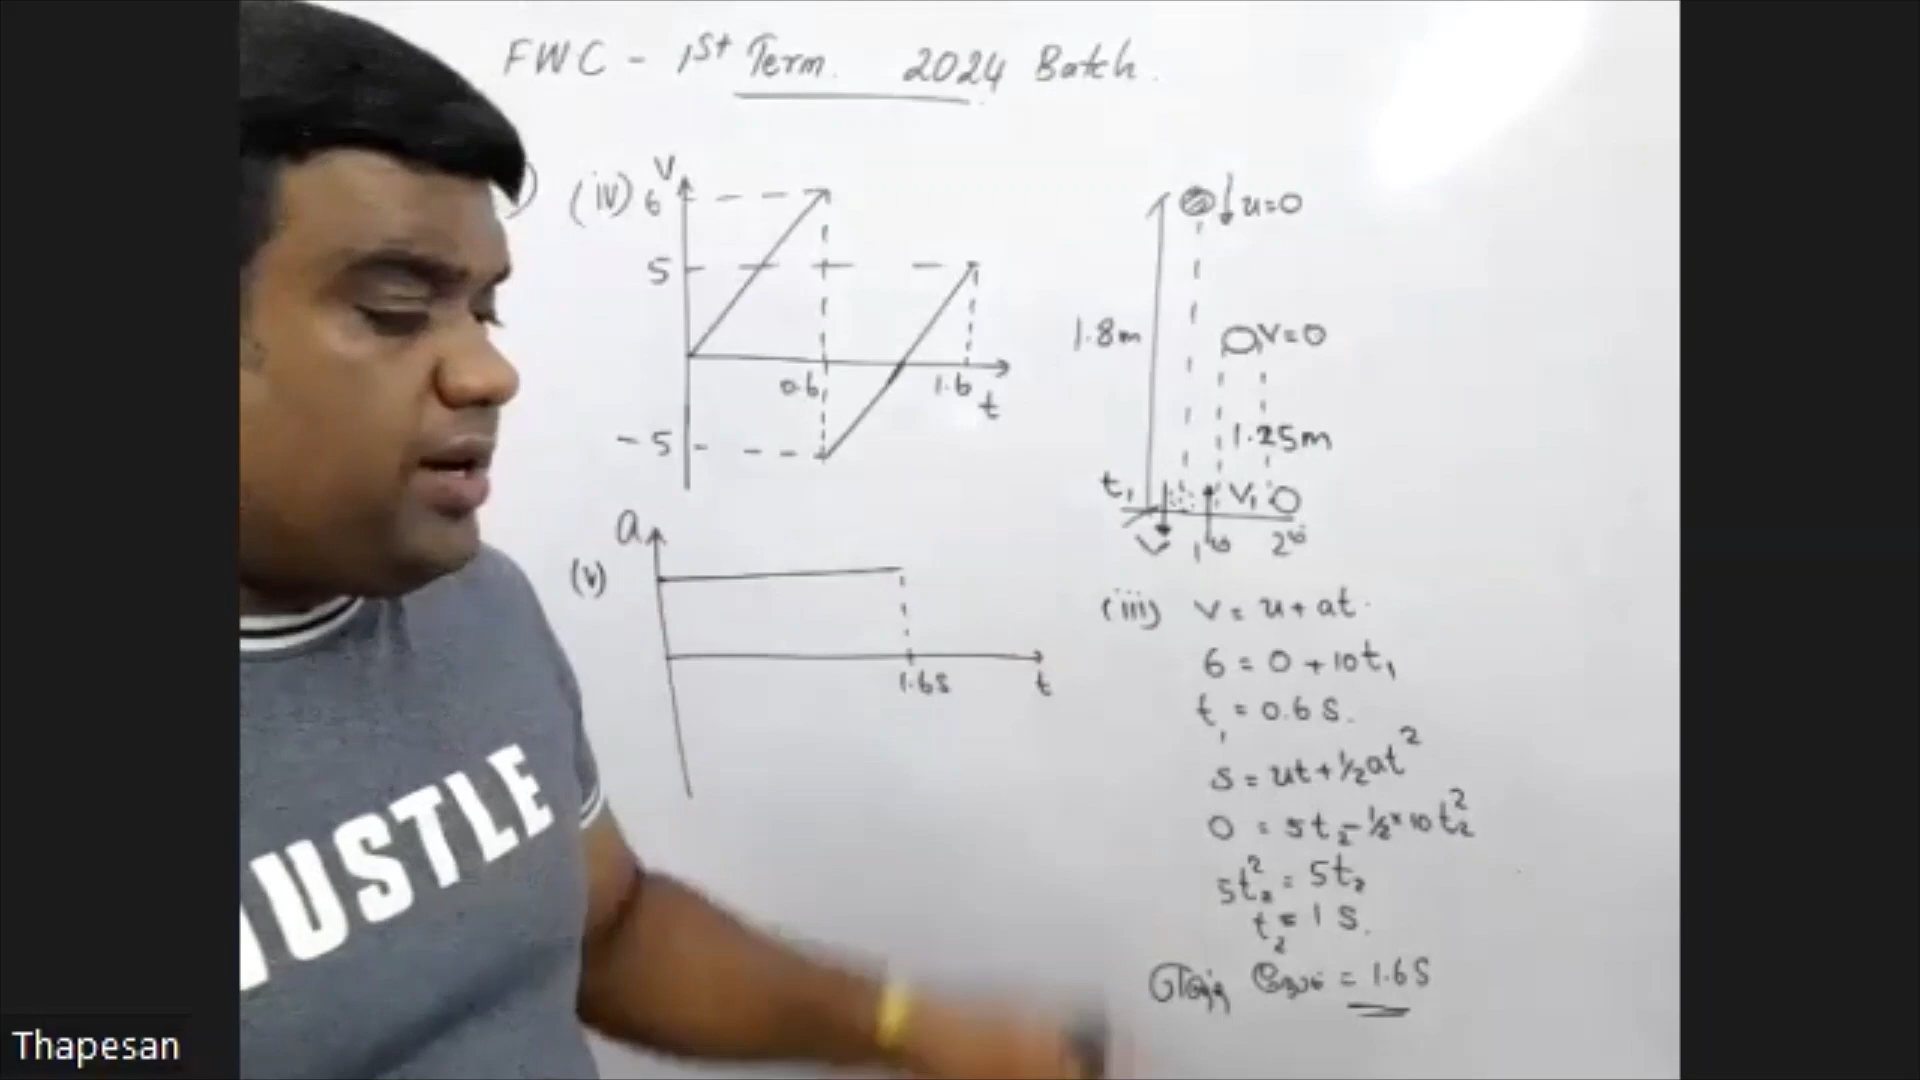 FWC - 1st Term. 2024 Batch.
(iv)
V
6
5
0.6
1.6
t
-5
u=0
1.8m
V=0
1.25m
t₁
V₁
V
(v)
a
1.6s
t
(iii) V = u + at.
6 = 0 + 10t₁
t₁ = 0.6 s.
s = ut + ½at²
0 = 5t₂ - ½×10t₂²
5t₂² = 5t₂
t₂ = 1 s.
= 1.6s
HUSTLE
Thapesan